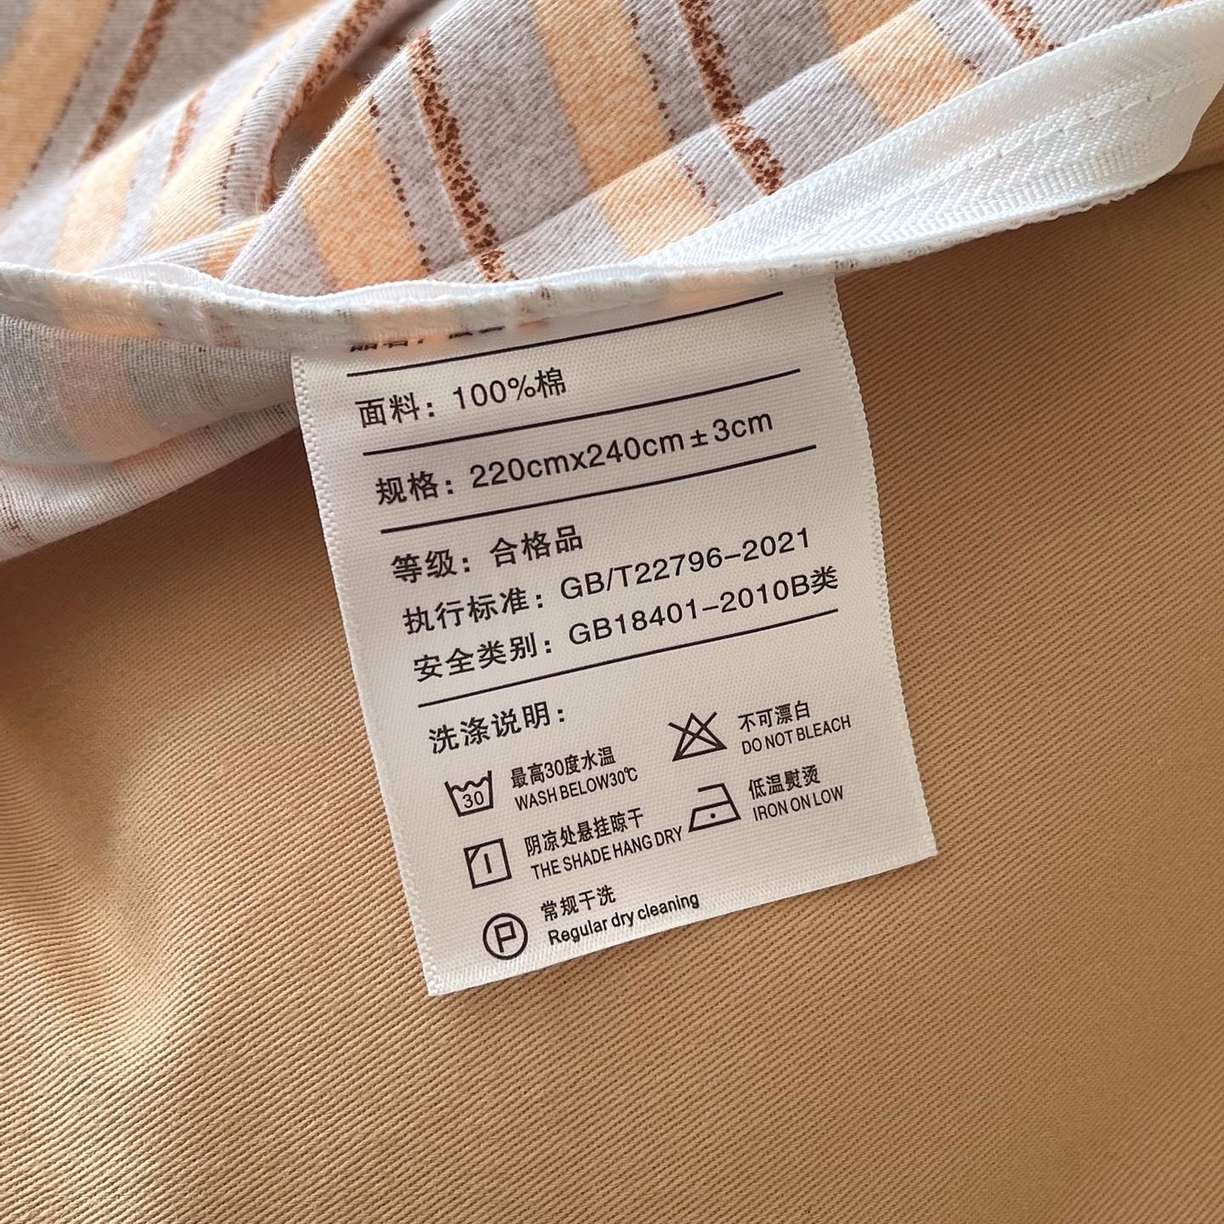 面料：100%棉
规格：220cmx240cm±3cm
等级：合格品
执行标准：GB/T22796-2021
安全类别：GB18401-2010B类
洗涤说明：
30
最高30度水温
WASH BELOW30℃
不可漂白
DO NOT BLEACH
阴凉处悬挂晾干
THE SHADE HANG DRY
低温熨烫
IRON ON LOW
P
常规干洗
Regular dry cleaning